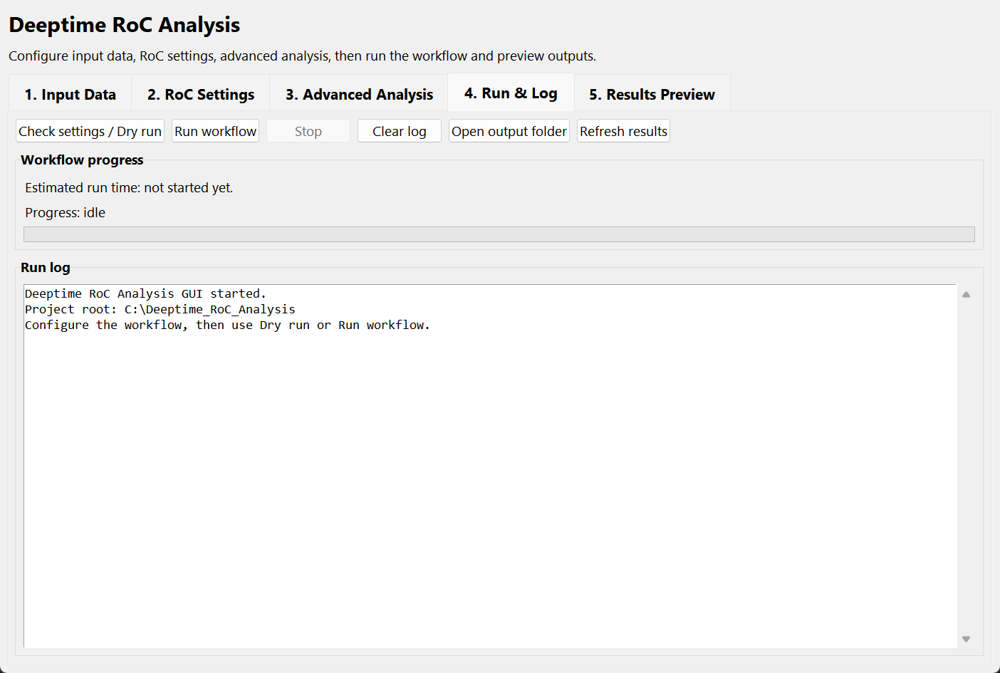 Deeptime RoC Analysis
Configure input data, RoC settings, advanced analysis, then run the workflow and preview outputs.
1. Input Data 2. RoC Settings 3. Advanced Analysis 4. Run & Log 5. Results Preview
Check settings / Dry run Run workflow Stop Clear log Open output folder Refresh results
Workflow progress
Estimated run time: not started yet.
Progress: idle
Run log
Deeptime RoC Analysis GUI started.
Project root: C:\Deeptime_RoC_Analysis
Configure the workflow, then use Dry run or Run workflow.